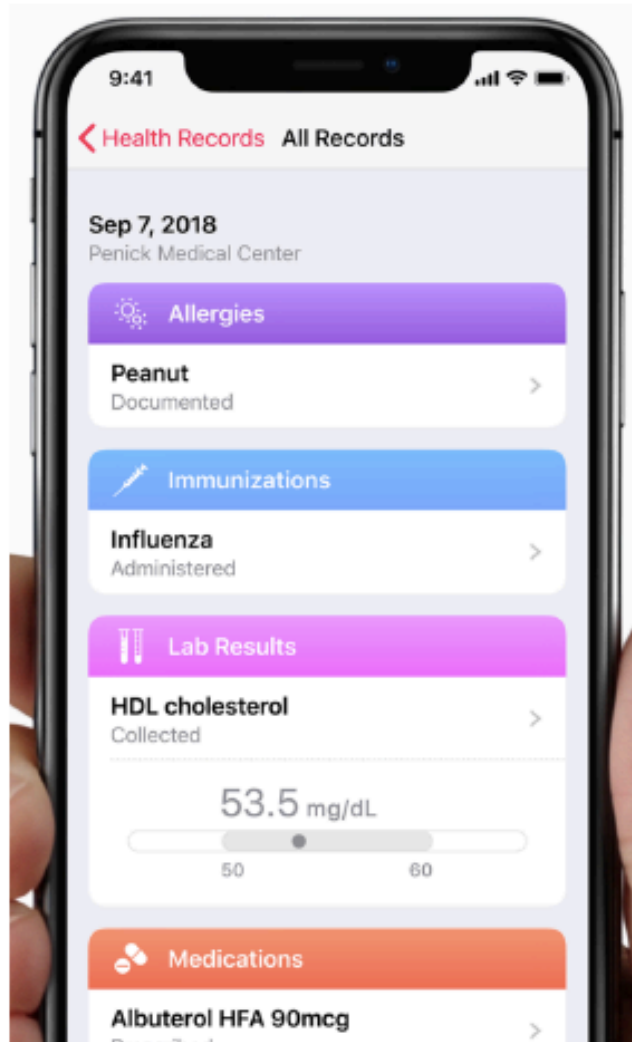 9:41
Health Records All Records
Sep 7, 2018
Penick Medical Center
Allergies
Peanut
Documented
Immunizations
Influenza
Administered
Lab Results
HDL cholesterol
Collected
53.5 mg/dL
50 60
Medications
Albuterol HFA 90mcg